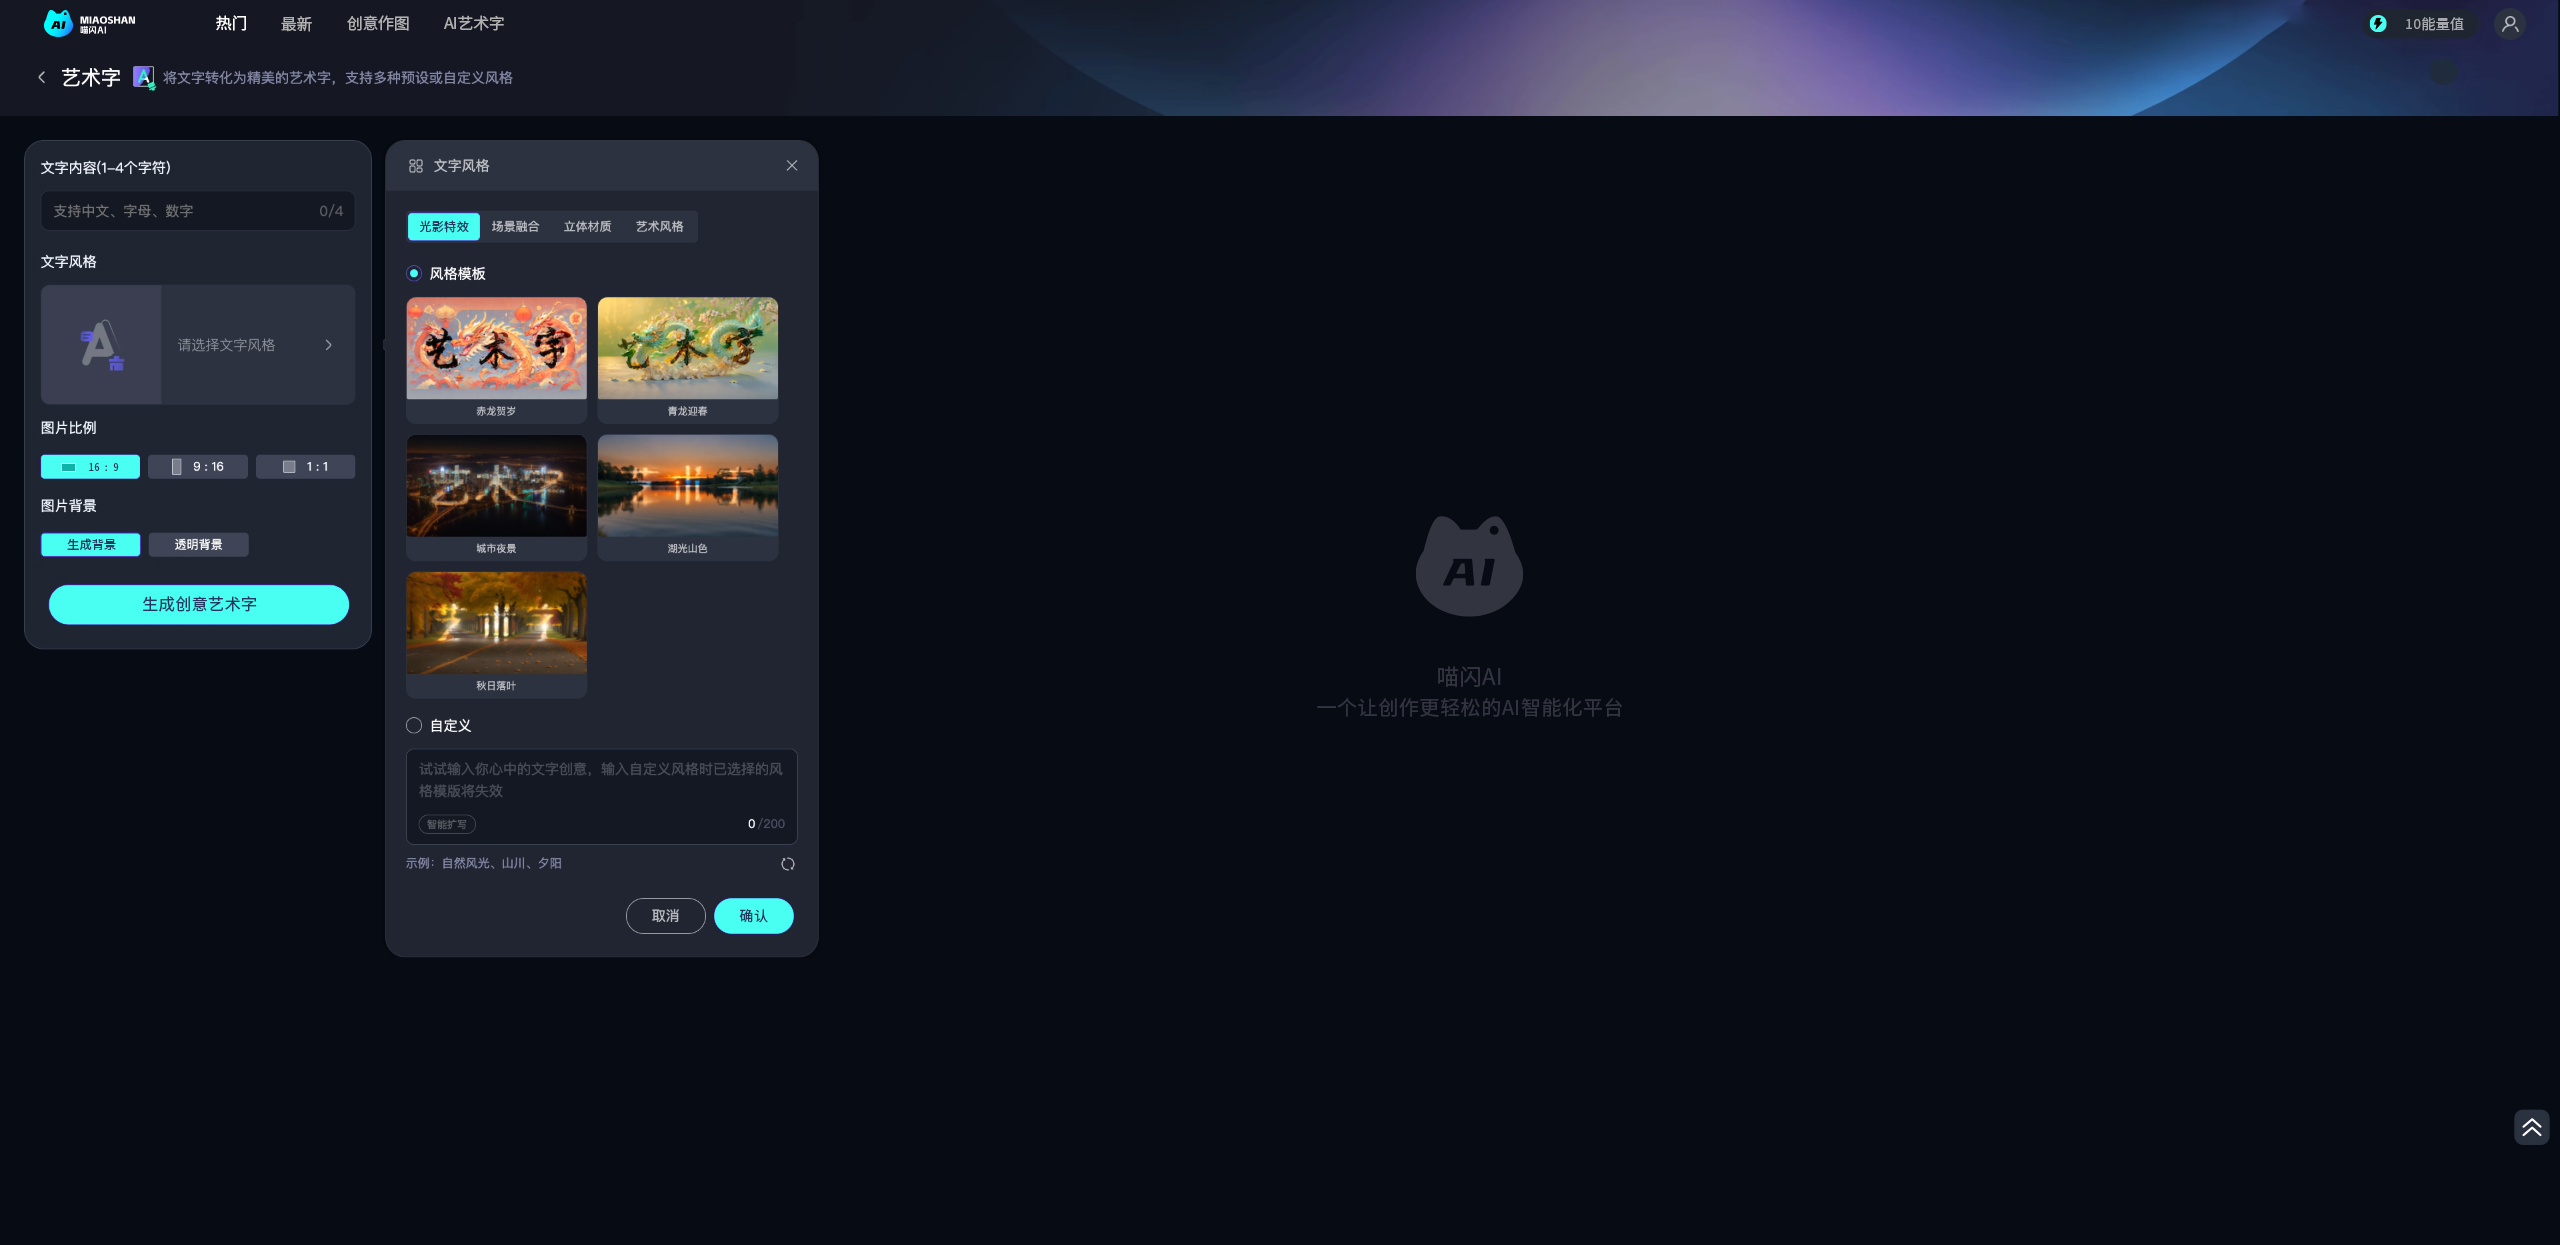 MIAOSHAN
喵闪AI
热门
最新
创意作图
AI艺术字
10能量值
艺术字
将文字转化为精美的艺术字，支持多种预设或自定义风格
文字内容(1-4个字符)
支持中文、字母、数字
0/4
文字风格
请选择文字风格
图片比例
16 : 9
9 : 16
1 : 1
图片背景
生成背景
透明背景
生成创意艺术字
文字风格
光影特效
场景融合
立体材质
艺术风格
风格模板
艺术字
艺术字
赤龙贺岁
青龙迎春
城市夜景
湖光山色
秋日落叶
自定义
试试输入你心中的文字创意，输入自定义风格时已选择的风
格模版将失效
智能扩写
0/200
示例：自然风光、山川、夕阳
取消
确认
AI
喵闪AI
一个让创作更轻松的AI智能化平台